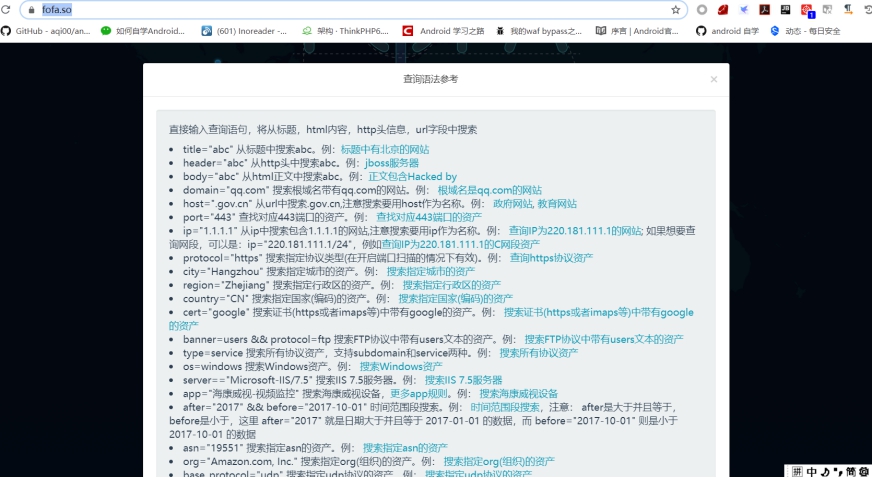 fofa.so
GitHub - aqi00/an...
如何自学Android...
(601) Inoreader -...
架构 · ThinkPHP6....
Android 学习之路
我的waf bypass之...
序言 | Android官...
android 自学
动态 - 每日安全
查询语法参考
×
直接输入查询语句，将从标题，html内容，http头信息，url字段中搜索
title="abc" 从标题中搜索abc。例：标题中有北京的网站
header="abc" 从http头中搜索abc。例：jboss服务器
body="abc" 从html正文中搜索abc。例：正文包含Hacked by
domain="qq.com" 搜索根域名带有qq.com的网站。例： 根域名是qq.com的网站
host=".gov.cn" 从url中搜索.gov.cn,注意搜索要用host作为名称。例： 政府网站, 教育网站
port="443" 查找对应443端口的资产。例： 查找对应443端口的资产
ip="1.1.1.1" 从ip中搜索包含1.1.1.1的网站,注意搜索要用ip作为名称。例： 查询IP为220.181.111.1的网站; 如果想要查
询网段，可以是：ip="220.181.111.1/24"，例如查询IP为220.181.111.1的C网段资产
protocol="https" 搜索指定协议类型(在开启端口扫描的情况下有效)。例： 查询https协议资产
city="Hangzhou" 搜索指定城市的资产。例： 搜索指定城市的资产
region="Zhejiang" 搜索指定行政区的资产。例： 搜索指定行政区的资产
country="CN" 搜索指定国家(编码)的资产。例： 搜索指定国家(编码)的资产
cert="google" 搜索证书(https或者imaps等)中带有google的资产。例： 搜索证书(https或者imaps等)中带有google
的资产
banner=users && protocol=ftp 搜索FTP协议中带有users文本的资产。例： 搜索FTP协议中带有users文本的资产
type=service 搜索所有协议资产，支持subdomain和service两种。例： 搜索所有协议资产
os=windows 搜索Windows资产。例： 搜索Windows资产
server=="Microsoft-IIS/7.5" 搜索IIS 7.5服务器。例： 搜索IIS 7.5服务器
app="海康威视-视频监控" 搜索海康威视设备，更多app规则。例： 搜索海康威视设备
after="2017" && before="2017-10-01" 时间范围段搜索。例： 时间范围段搜索，注意： after是大于并且等于，
before是小于，这里 after="2017" 就是日期大于并且等于 2017-01-01 的数据，而 before="2017-10-01" 则是小于
2017-10-01 的数据
asn="19551" 搜索指定asn的资产。例： 搜索指定asn的资产
org="Amazon.com, Inc." 搜索指定org(组织)的资产。例： 搜索指定org(组织)的资产
base_protocol="udp" 搜索指定udp协议的资产。例： 搜索指定udp协议的资产
拼 中 简